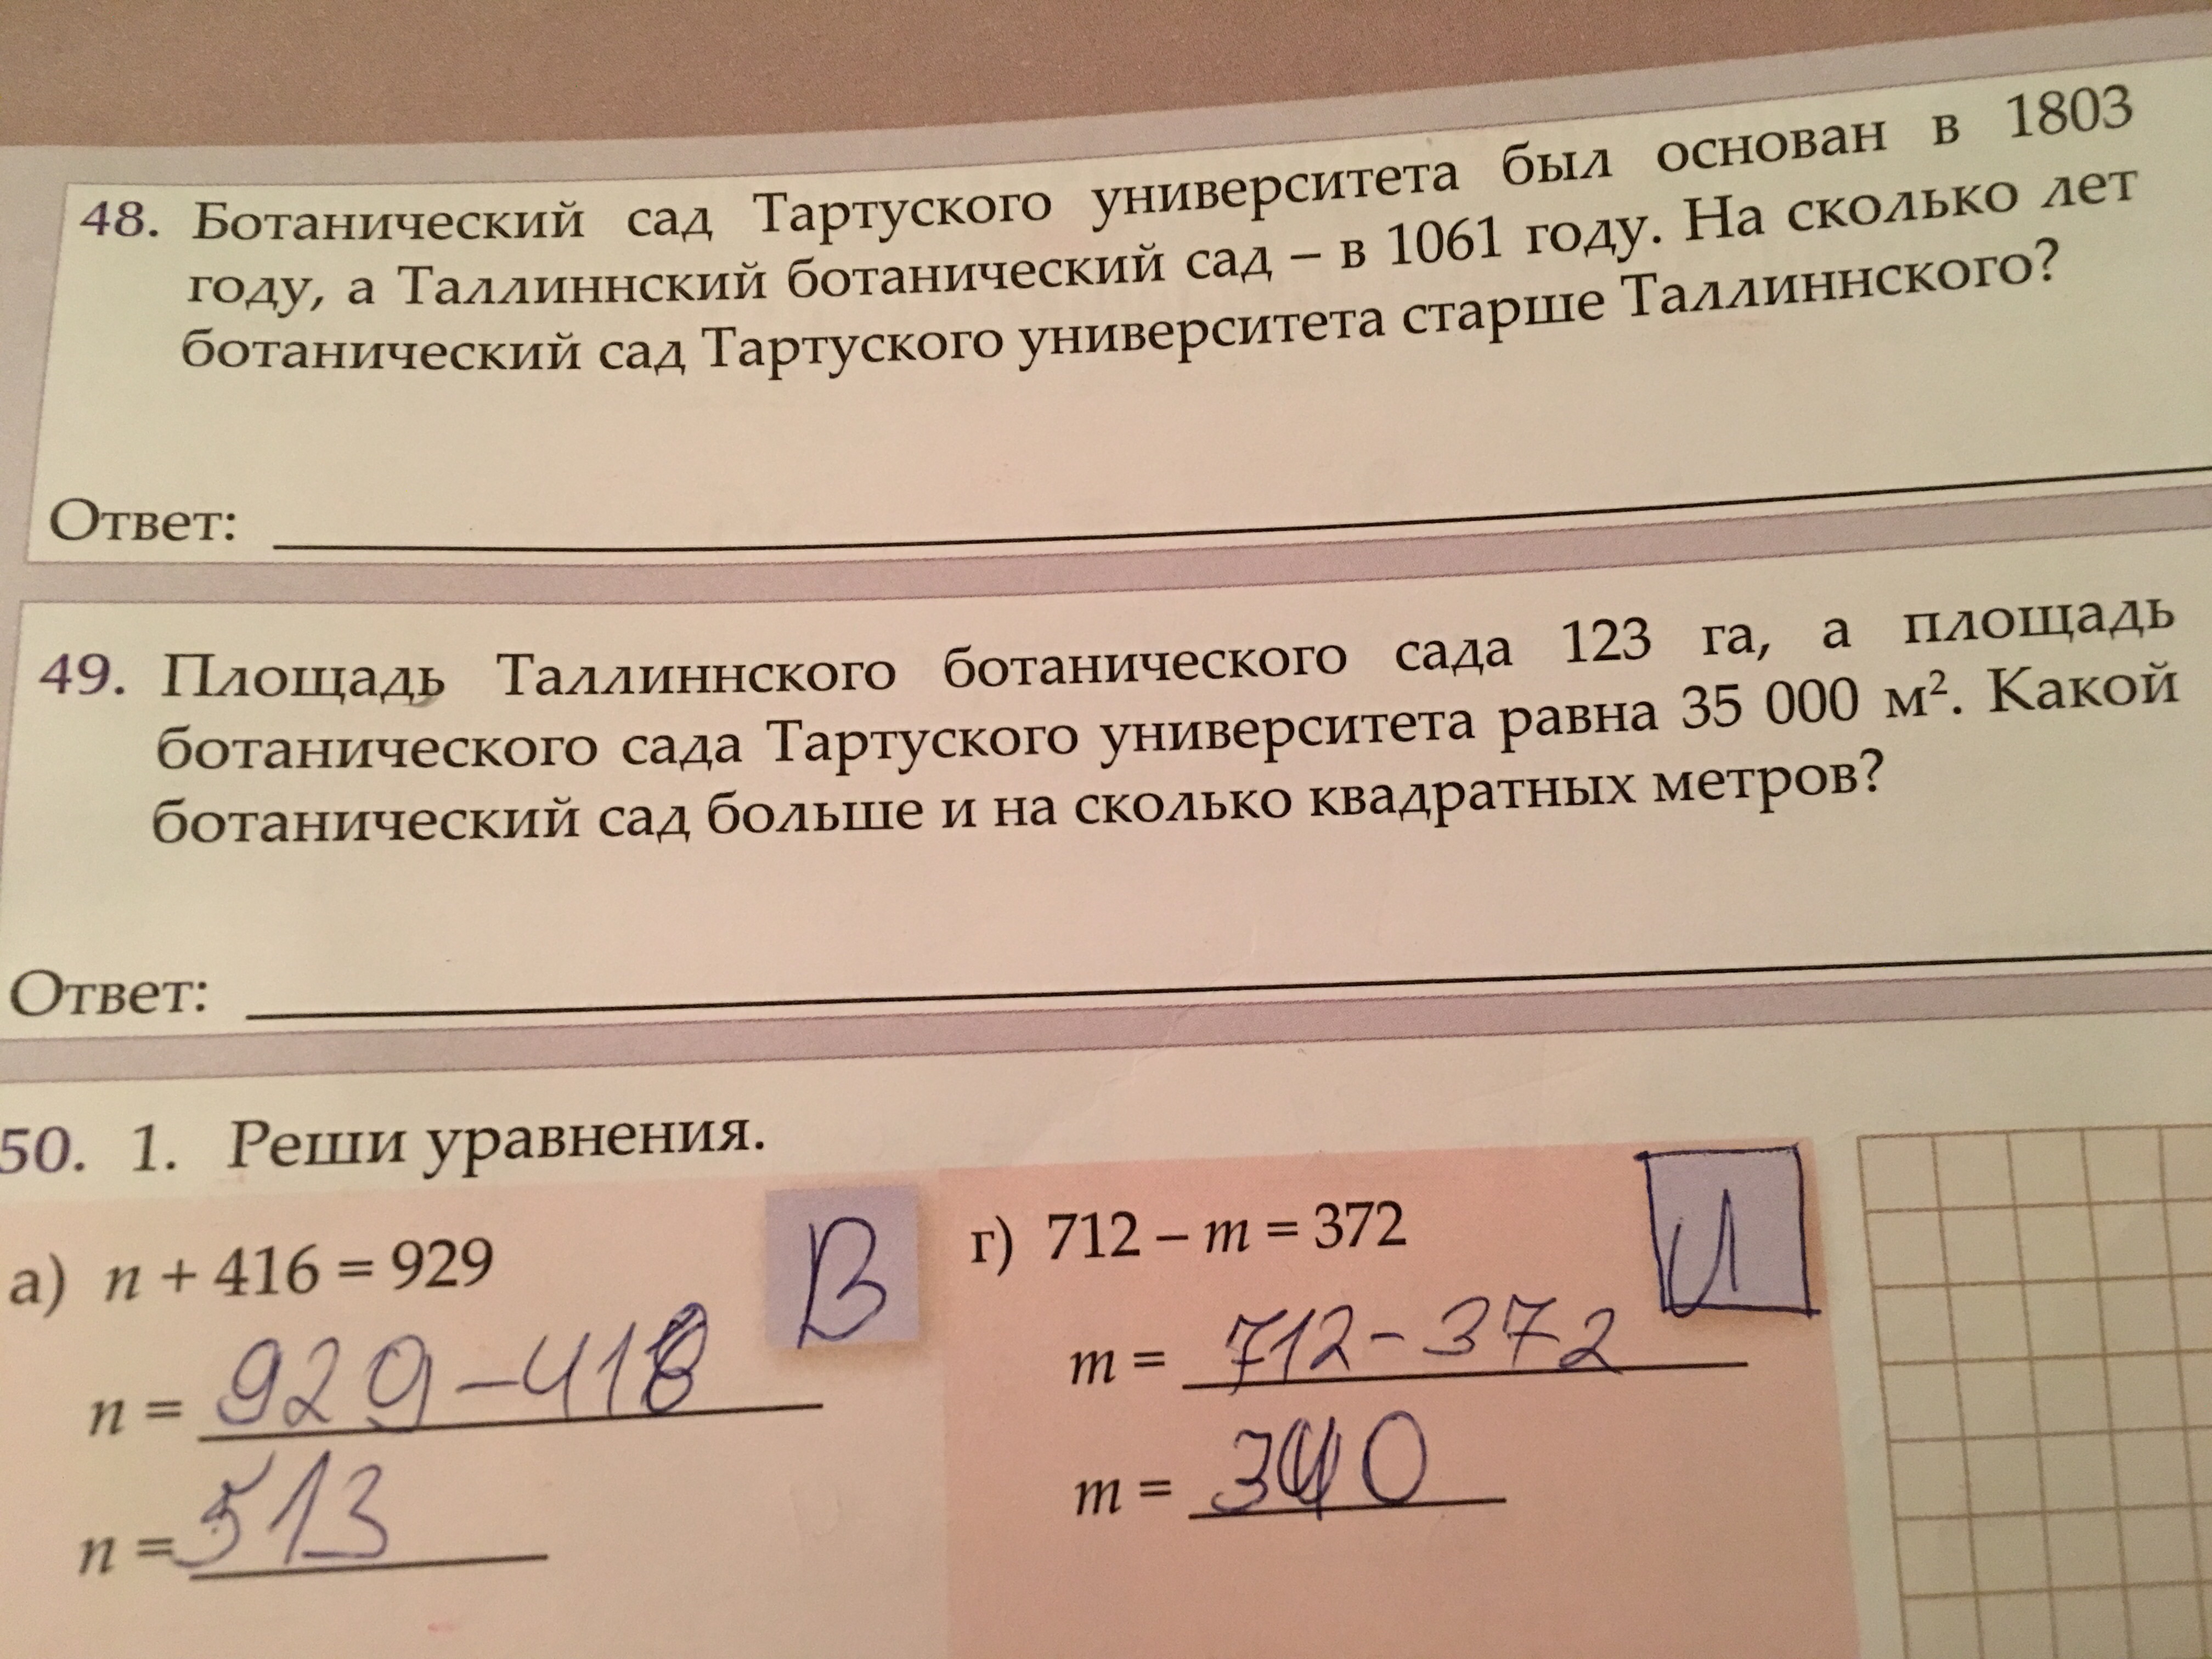 48. Ботанический сад Тартуского университета был основан в 1803
году, а Таллиннский ботанический сад – в 1061 году. На сколько лет
ботанический сад Тартуского университета старше Таллиннского?
Ответ:
49. Площадь Таллиннского ботанического сада 123 га, а площадь
ботанического сада Тартуского университета равна 35 000 м². Какой
ботанический сад больше и на сколько квадратных метров?
Ответ:
50. 1. Реши уравнения.
а) n + 416 = 929
В
n = 929-416
n = 513
г) 712 – m = 372
И
m = 712-372
m = 340